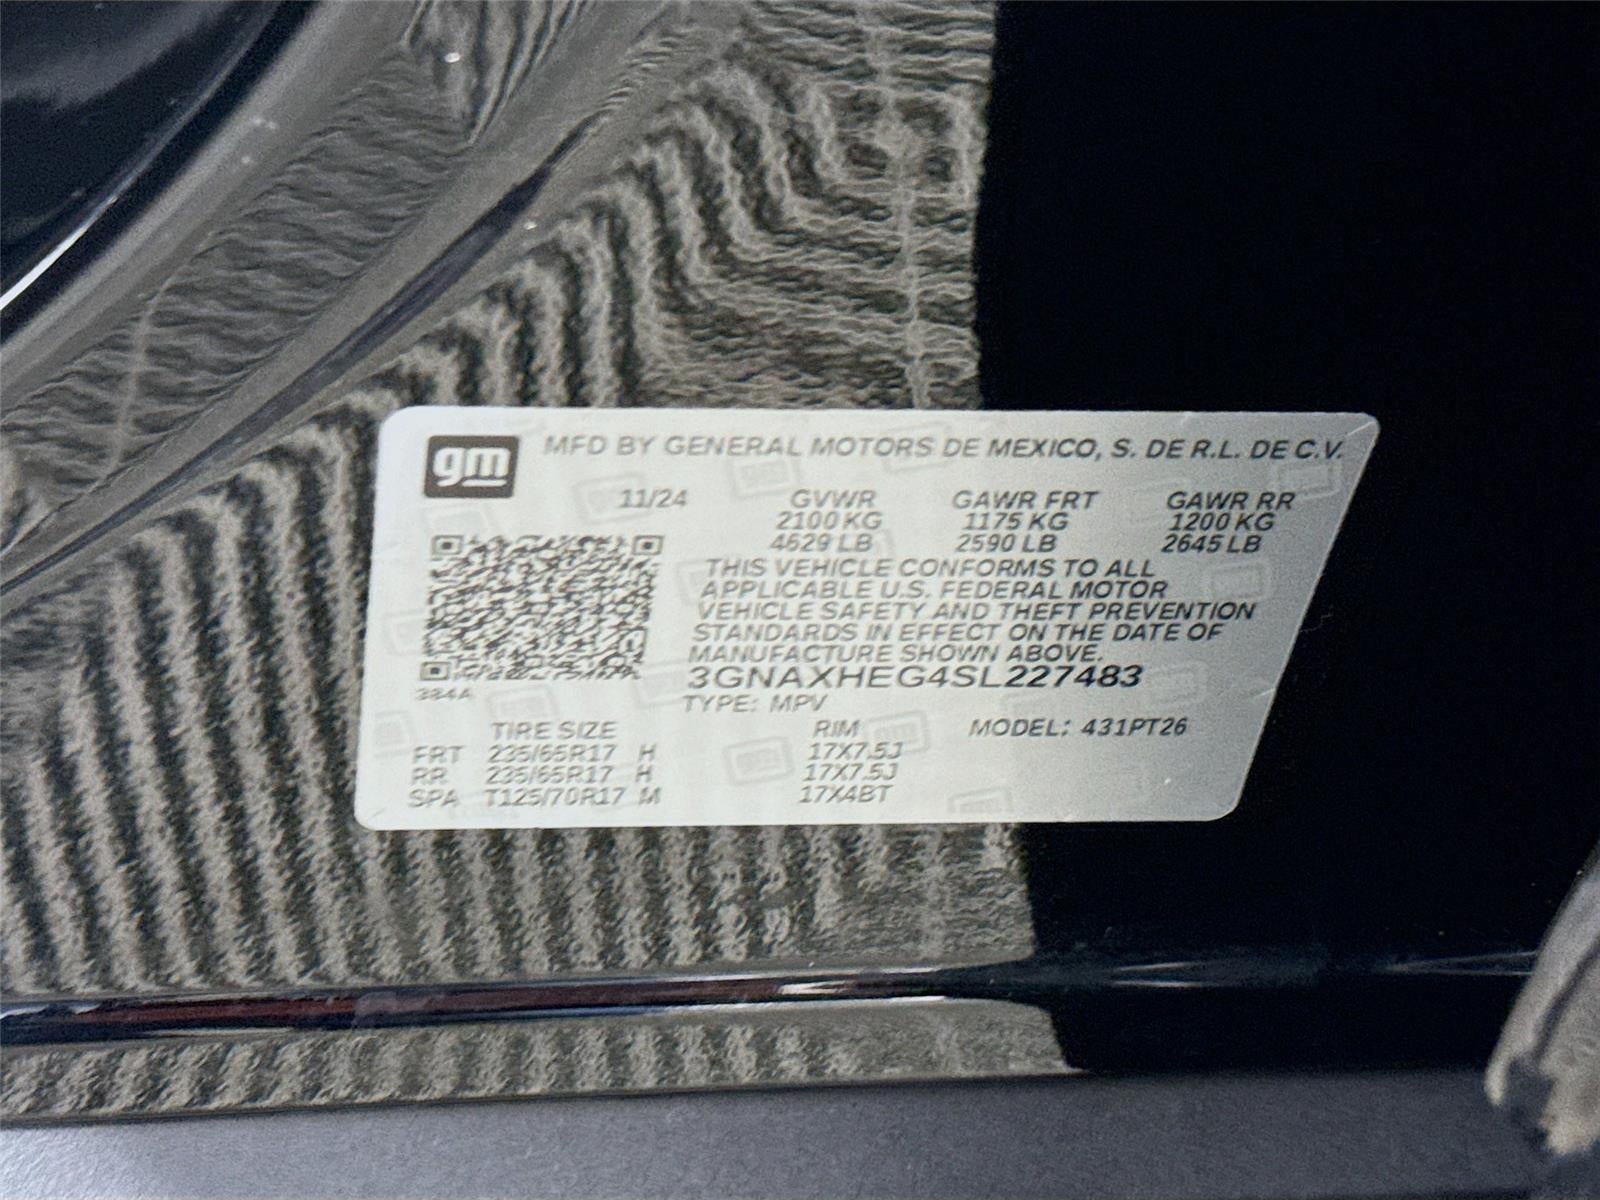 gm MFD BY GENERAL MOTORS DE MEXICO, S. DE R.L. DE C.V.
11/24 GVWR GAWR FRT GAWR RR
2100 KG 1175 KG 1200 KG
4629 LB 2590 LB 2645 LB
THIS VEHICLE CONFORMS TO ALL
APPLICABLE U.S. FEDERAL MOTOR
VEHICLE SAFETY AND THEFT PREVENTION
STANDARDS IN EFFECT ON THE DATE OF
MANUFACTURE SHOWN ABOVE.
3GNAXHEG4SL227483
384A
TYPE: MPV
TIRE SIZE RIM MODEL: 431PT26
FRT 235/65R17 H 17X7.5J
RR 235/65R17 H 17X7.5J
SPA T125/70R17 M 17X4BT